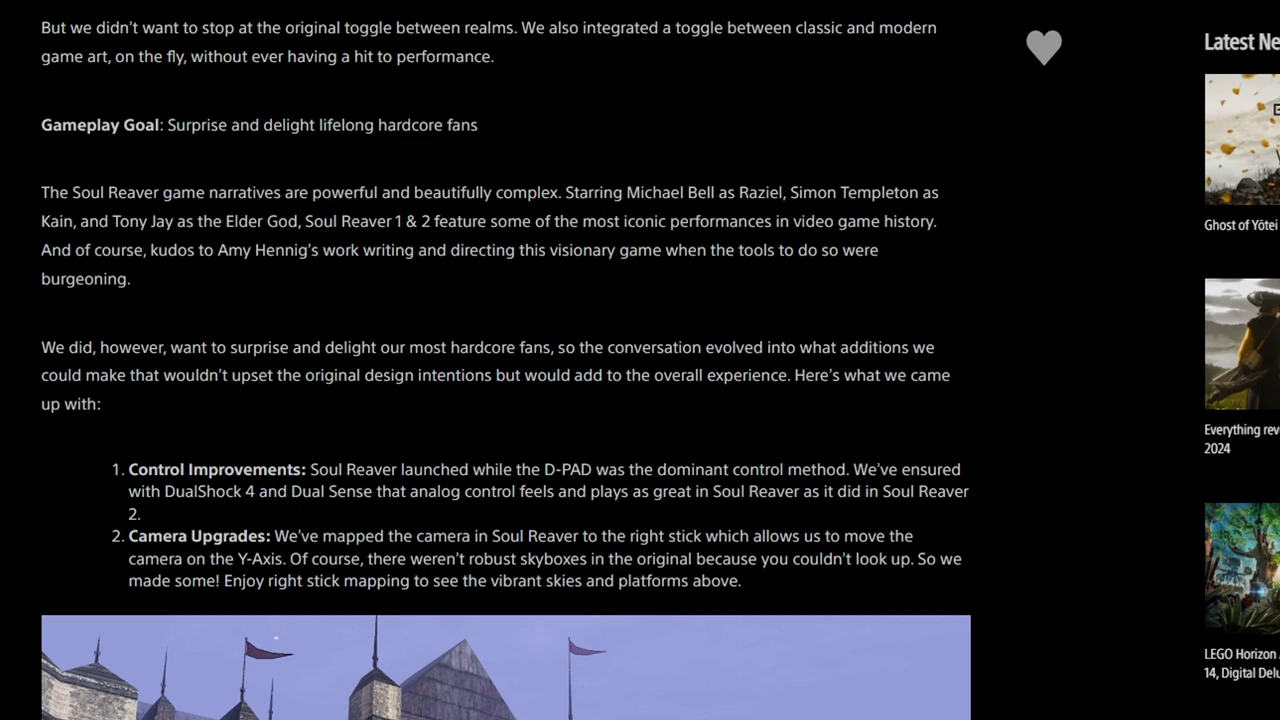 But we didn’t want to stop at the original toggle between realms. We also integrated a toggle between classic and modern
game art, on the fly, without ever having a hit to performance.
Gameplay Goal: Surprise and delight lifelong hardcore fans
The Soul Reaver game narratives are powerful and beautifully complex. Starring Michael Bell as Raziel, Simon Templeton as
Kain, and Tony Jay as the Elder God, Soul Reaver 1 & 2 feature some of the most iconic performances in video game history.
And of course, kudos to Amy Hennig’s work writing and directing this visionary game when the tools to do so were
burgeoning.
We did, however, want to surprise and delight our most hardcore fans, so the conversation evolved into what additions we
could make that wouldn’t upset the original design intentions but would add to the overall experience. Here’s what we came
up with:
1. Control Improvements: Soul Reaver launched while the D-PAD was the dominant control method. We’ve ensured
with DualShock 4 and Dual Sense that analog control feels and plays as great in Soul Reaver as it did in Soul Reaver
2.
2. Camera Upgrades: We’ve mapped the camera in Soul Reaver to the right stick which allows us to move the
camera on the Y-Axis. Of course, there weren’t robust skyboxes in the original because you couldn’t look up. So we
made some! Enjoy right stick mapping to see the vibrant skies and platforms above.
Latest Ne
Ghost of Yōtei
Everything rev
2024
LEGO Horizon
14, Digital Delu